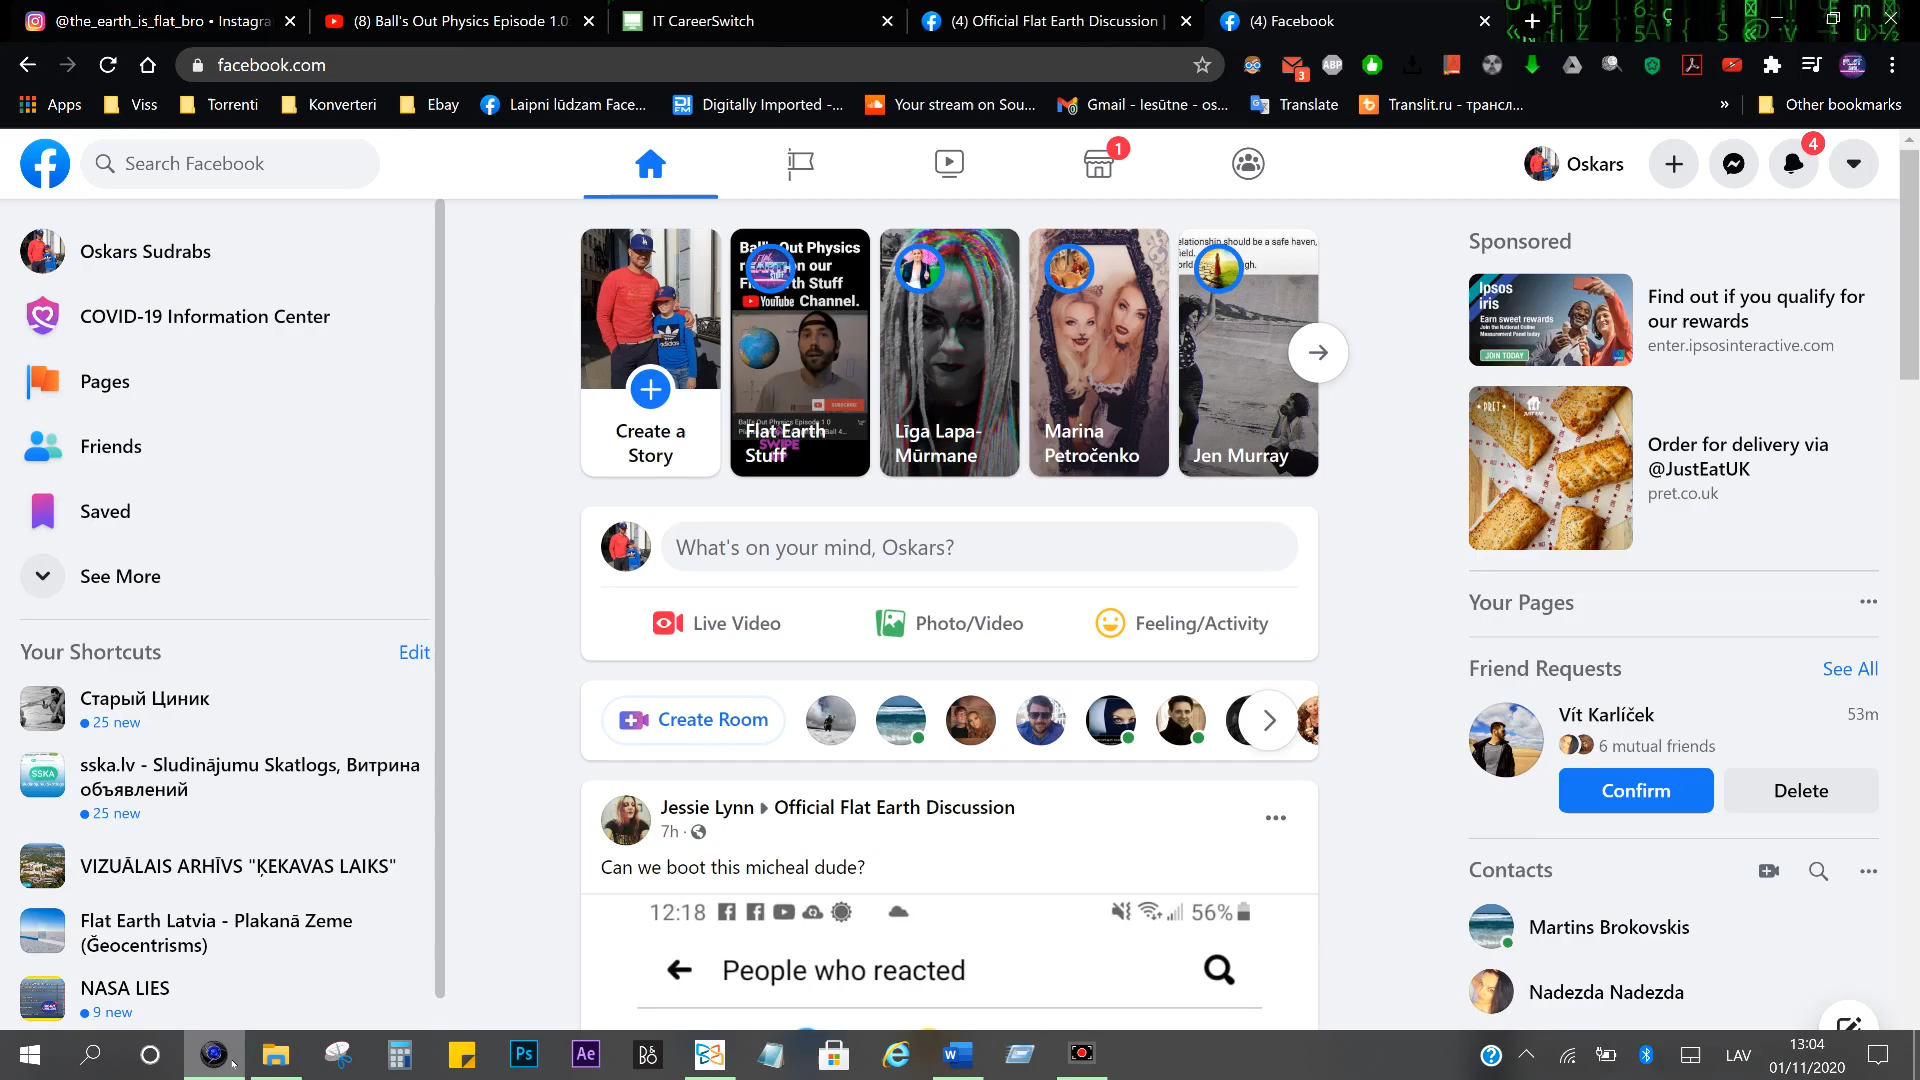 @the_earth_is_flat_bro • Instagra
(8) Ball's Out Physics Episode 1.0
IT CareerSwitch
(4) Official Flat Earth Discussion |
(4) Facebook
facebook.com
3
ABP
Apps
Viss
Torrenti
Konverteri
Ebay
Laipni lūdzam Face...
Digitally Imported -...
Your stream on Sou...
Gmail - Iesūtne - os...
Translate
Translit.ru - трансл...
»
Other bookmarks
Search Facebook
1
Oskars
4
Oskars Sudrabs
COVID-19 Information Center
Pages
Friends
Saved
See More
Your Shortcuts
Edit
Старый Циник
25 new
sska.lv - Sludinājumu Skatlogs, Витрина
объявлений
25 new
VIZUĀLAIS ARHĪVS "ĶEKAVAS LAIKS"
Flat Earth Latvia - Plakanā Zeme
(Ģeocentrisms)
NASA LIES
9 new
Create a
Story
Ball's Out Physics
YouTube Channel.
SUBSCRIBE
Flat Earth
Stuff
SWIPE
Līga Lapa-
Mūrmane
Marina
Petročenko
elationship should be a safe haven,
Jen Murray
What's on your mind, Oskars?
Live Video
Photo/Video
Feeling/Activity
Create Room
Jessie Lynn
Official Flat Earth Discussion
7h ·
Can we boot this micheal dude?
12:18
56%
People who reacted
Sponsored
Ipsos
iris
Earn sweet rewards
Join the National Online
Measurement Panel today
JOIN TODAY
Find out if you qualify for
our rewards
enter.ipsosinteractive.com
PRET
JUST EAT
Order for delivery via
@JustEatUK
pret.co.uk
Your Pages
Friend Requests
See All
Vít Karlíček
53m
6 mutual friends
Confirm
Delete
Contacts
Martins Brokovskis
Nadezda Nadezda
Ps
Ae
LAV
13:04
01/11/2020